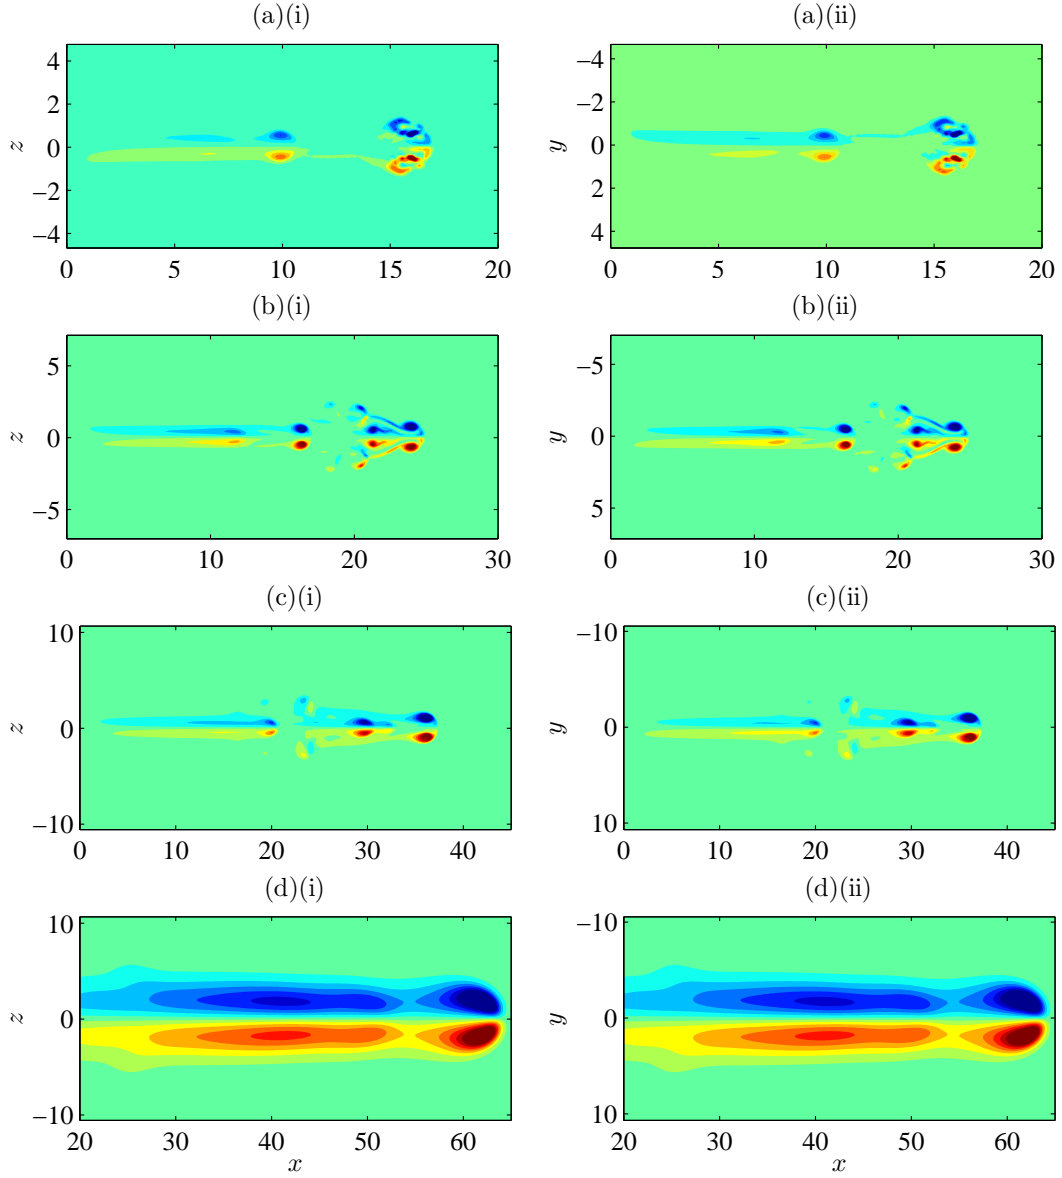 (a)(i) (a)(ii)
4 −4
2 −2
z 0 y 0
−2 2
−4 4
0 5 10 15 20 0 5 10 15 20
(b)(i) (b)(ii)
5 −5
z 0 y 0
−5 5
0 10 20 30 0 10 20 30
(c)(i) (c)(ii)
10 −10
z 0 y 0
−10 10
0 10 20 30 40 0 10 20 30 40
(d)(i) (d)(ii)
10 −10
z 0 y 0
−10 10
20 30 40 50 60 20 30 40 50 60
x x